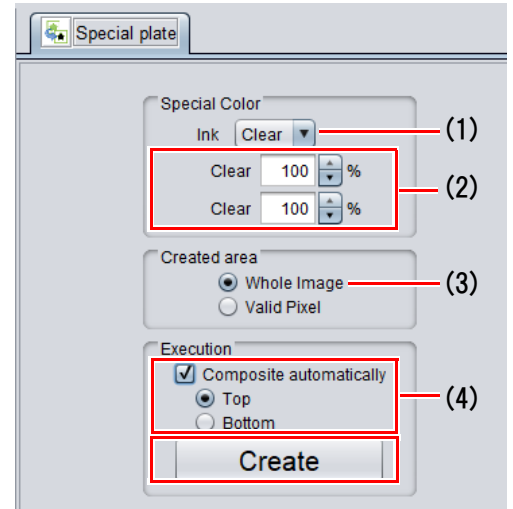 Special plate
Special Color
Ink Clear (1)
Clear 100 %
(2)
Clear 100 %
Created area
Whole Image (3)
Valid Pixel
Execution
Composite automatically
Top (4)
Bottom
Create